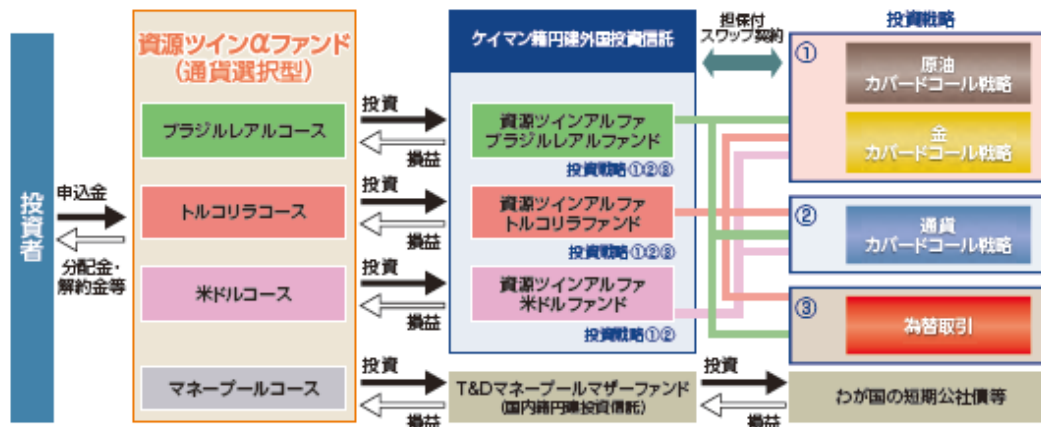 投資者
申込金
分配金・
解約金等
資源ツインαファンド
(通貨選択型)
ブラジルレアルコース
トルコリラコース
米ドルコース
マネープールコース
投資
損益
投資
損益
投資
損益
投資
損益
ケイマン籍円建外国投資信託
資源ツインアルファ
ブラジルレアルファンド
投資戦略①②③
資源ツインアルファ
トルコリラファンド
投資戦略①②③
資源ツインアルファ
米ドルファンド
投資戦略①②
T&Dマネープールマザーファンド
(国内籍円建投資信託)
担保付
スワップ契約
投資
損益
投資戦略
①
原油
カバードコール戦略
金
カバードコール戦略
②
通貨
カバードコール戦略
③
為替取引
わが国の短期公社債等